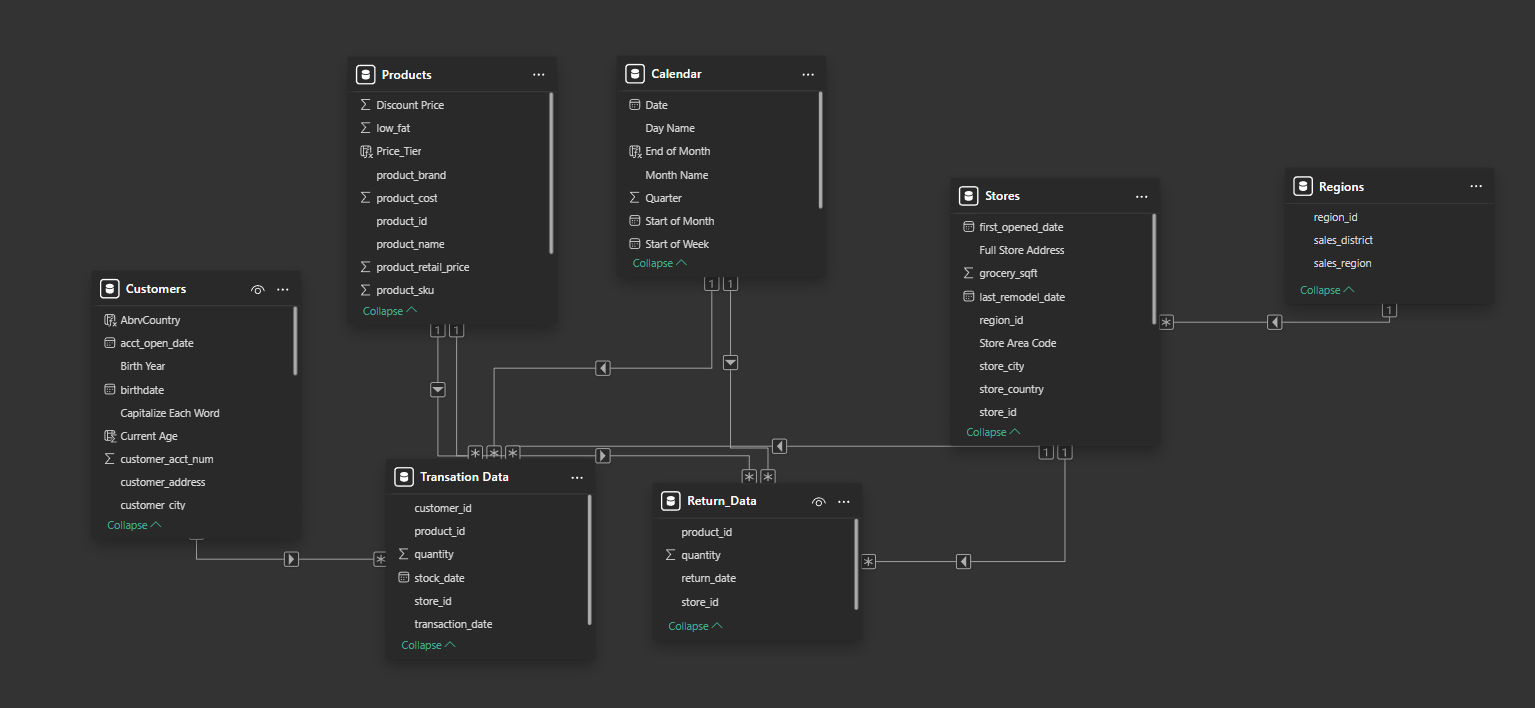 Products
Discount Price
low_fat
Price_Tier
product_brand
product_cost
product_id
product_name
product_retail_price
product_sku
Collapse
1 1
Calendar
Date
Day Name
End of Month
Month Name
Quarter
Start of Month
Start of Week
Collapse
1 1
Stores
first_opened_date
Full Store Address
grocery_sqft
last_remodel_date
region_id
Store Area Code
store_city
store_country
store_id
Collapse
1 1
Regions
region_id
sales_district
sales_region
Collapse
1
*
Customers
AbrvCountry
acct_open_date
Birth Year
birthdate
Capitalize Each Word
Current Age
customer_acct_num
customer_address
customer_city
Collapse
*
* * *
Transation Data
customer_id
product_id
quantity
stock_date
store_id
transaction_date
Collapse
* *
Return_Data
product_id
quantity
return_date
store_id
Collapse
*